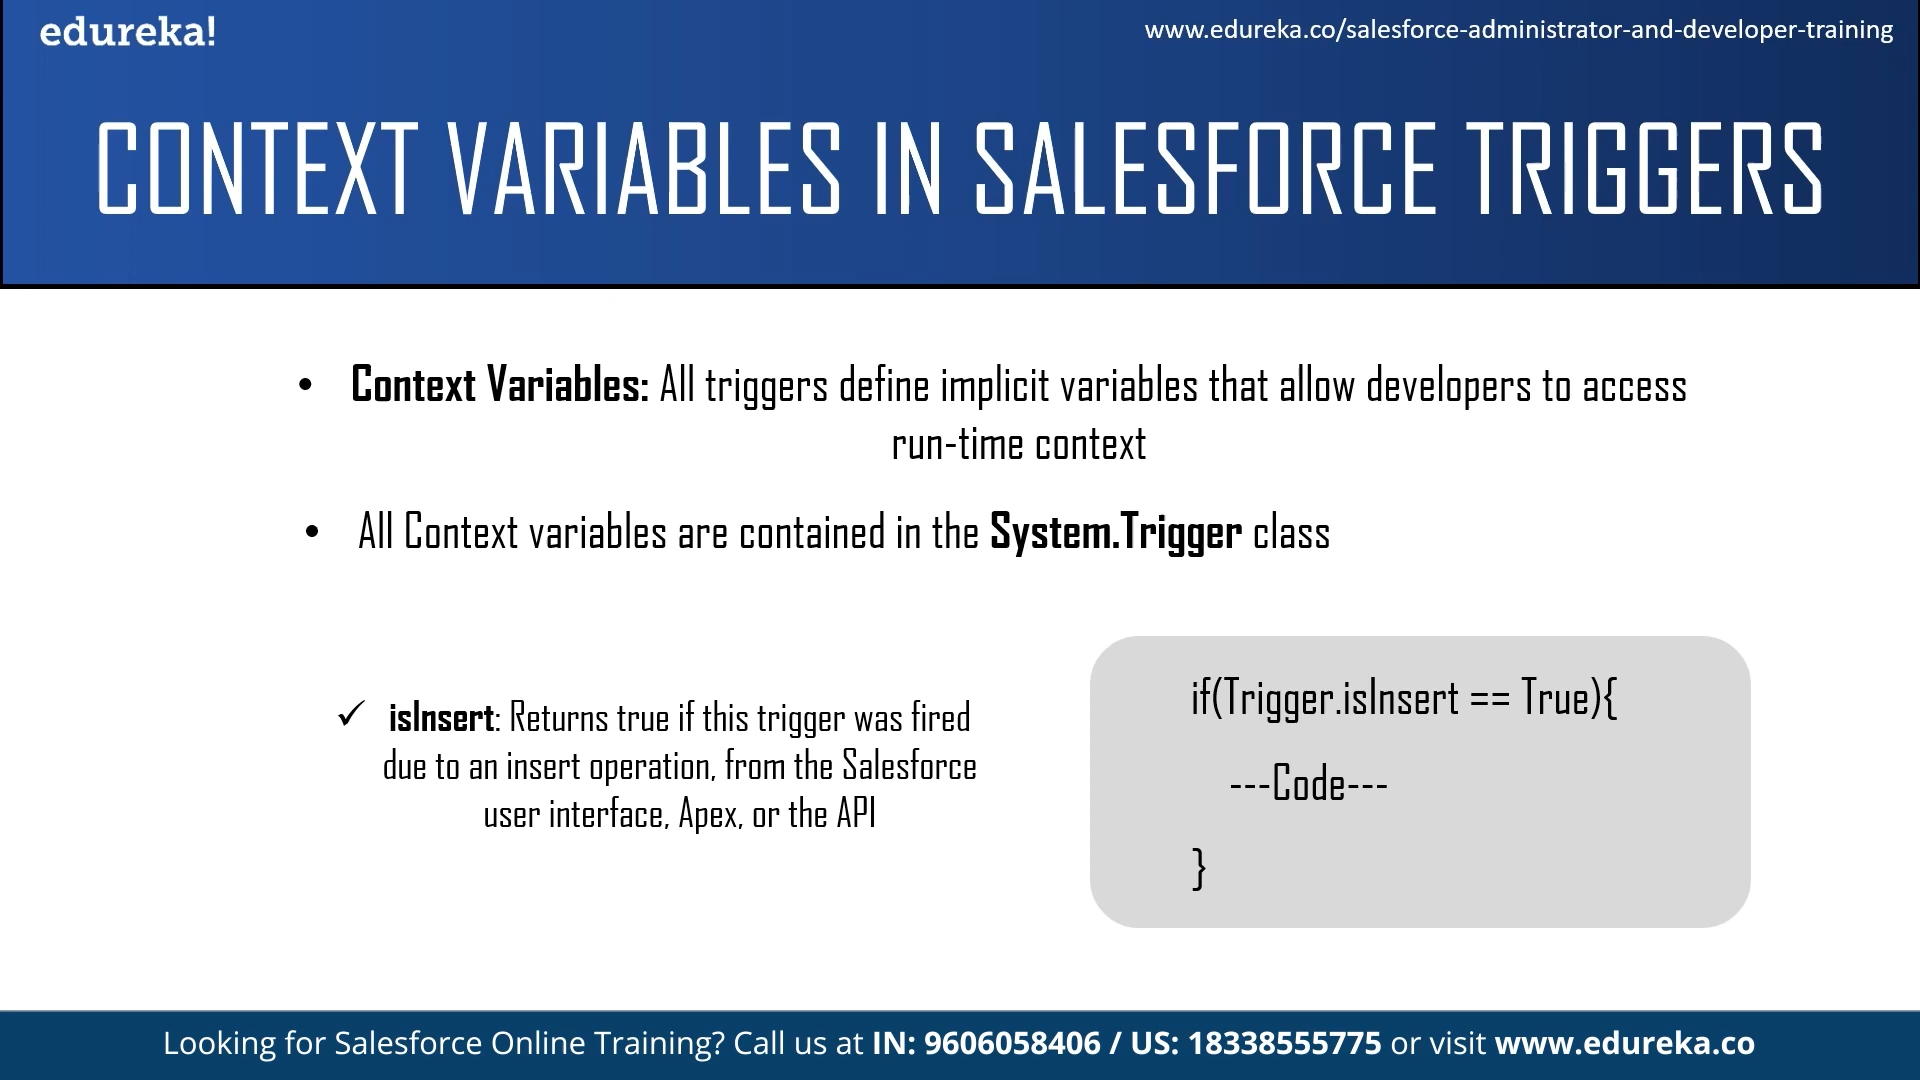 edureka!
www.edureka.co/salesforce-administrator-and-developer-training
CONTEXT VARIABLES IN SALESFORCE TRIGGERS
• Context Variables: All triggers define implicit variables that allow developers to access
run-time context
• All Context variables are contained in the System.Trigger class
✓ isInsert: Returns true if this trigger was fired
due to an insert operation, from the Salesforce
user interface, Apex, or the API
if(Trigger.isInsert == True){
---Code---
}
Looking for Salesforce Online Training? Call us at IN: 9606058406 / US: 18338555775 or visit www.edureka.co